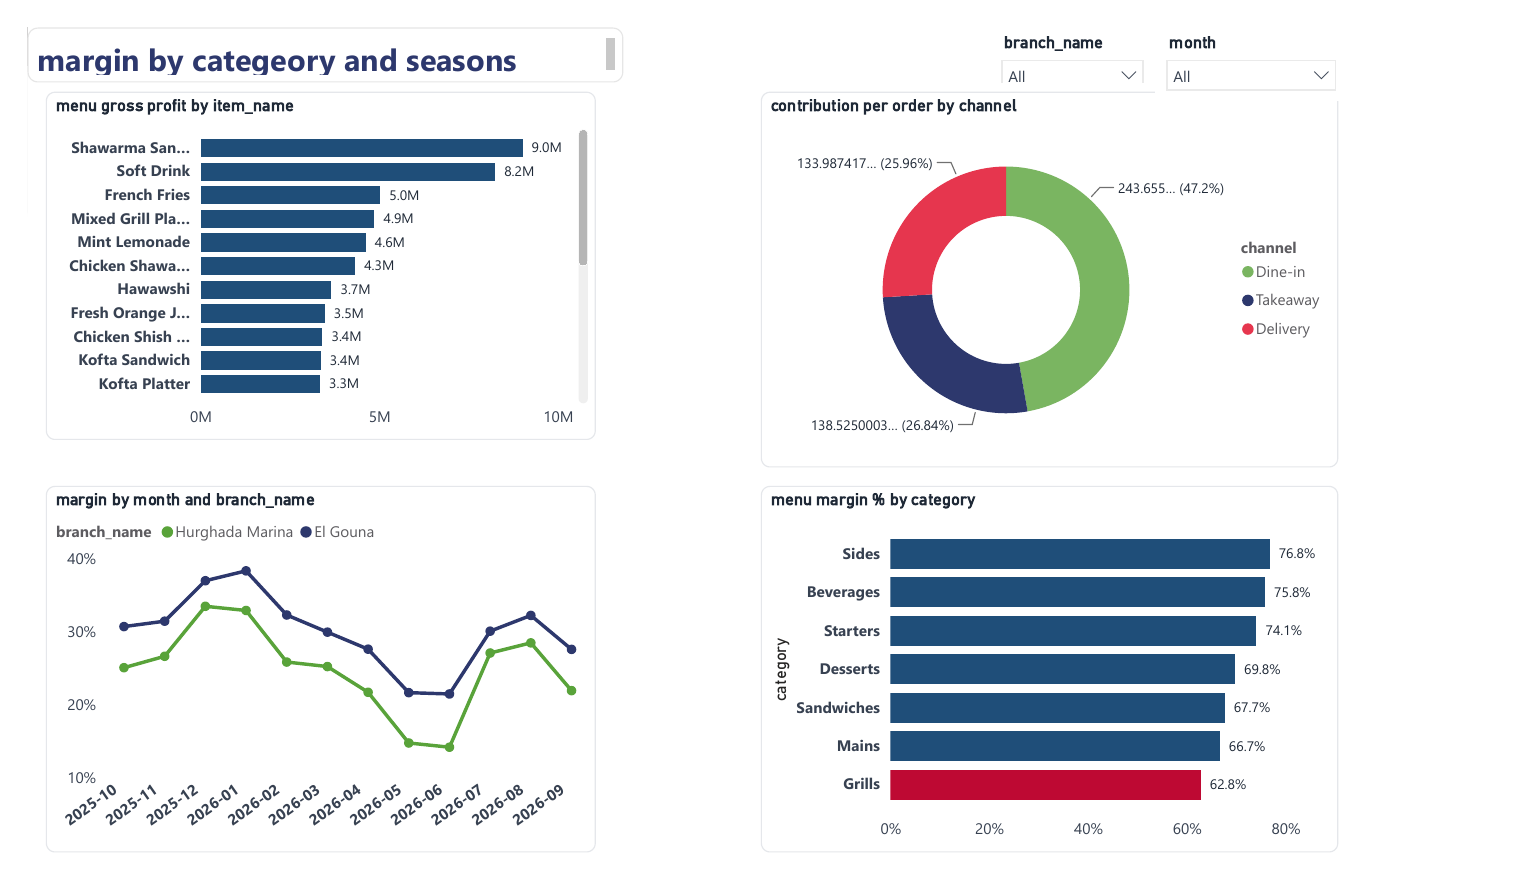 margin by categeory and seasons
branch_name
All
month
All
menu gross profit by item_name
Shawarma San... 9.0M
Soft Drink 8.2M
French Fries 5.0M
Mixed Grill Pla... 4.9M
Mint Lemonade 4.6M
Chicken Shawa... 4.3M
Hawawshi 3.7M
Fresh Orange J... 3.5M
Chicken Shish ... 3.4M
Kofta Sandwich 3.4M
Kofta Platter 3.3M
0M 5M 10M
contribution per order by channel
133.987417... (25.96%)
243.655... (47.2%)
138.5250003... (26.84%)
channel
Dine-in
Takeaway
Delivery
margin by month and branch_name
branch_name Hurghada Marina El Gouna
40%
30%
20%
10%
2025-10 2025-11 2025-12 2026-01 2026-02 2026-03 2026-04 2026-05 2026-06 2026-07 2026-08 2026-09
menu margin % by category
category
Sides 76.8%
Beverages 75.8%
Starters 74.1%
Desserts 69.8%
Sandwiches 67.7%
Mains 66.7%
Grills 62.8%
0% 20% 40% 60% 80%